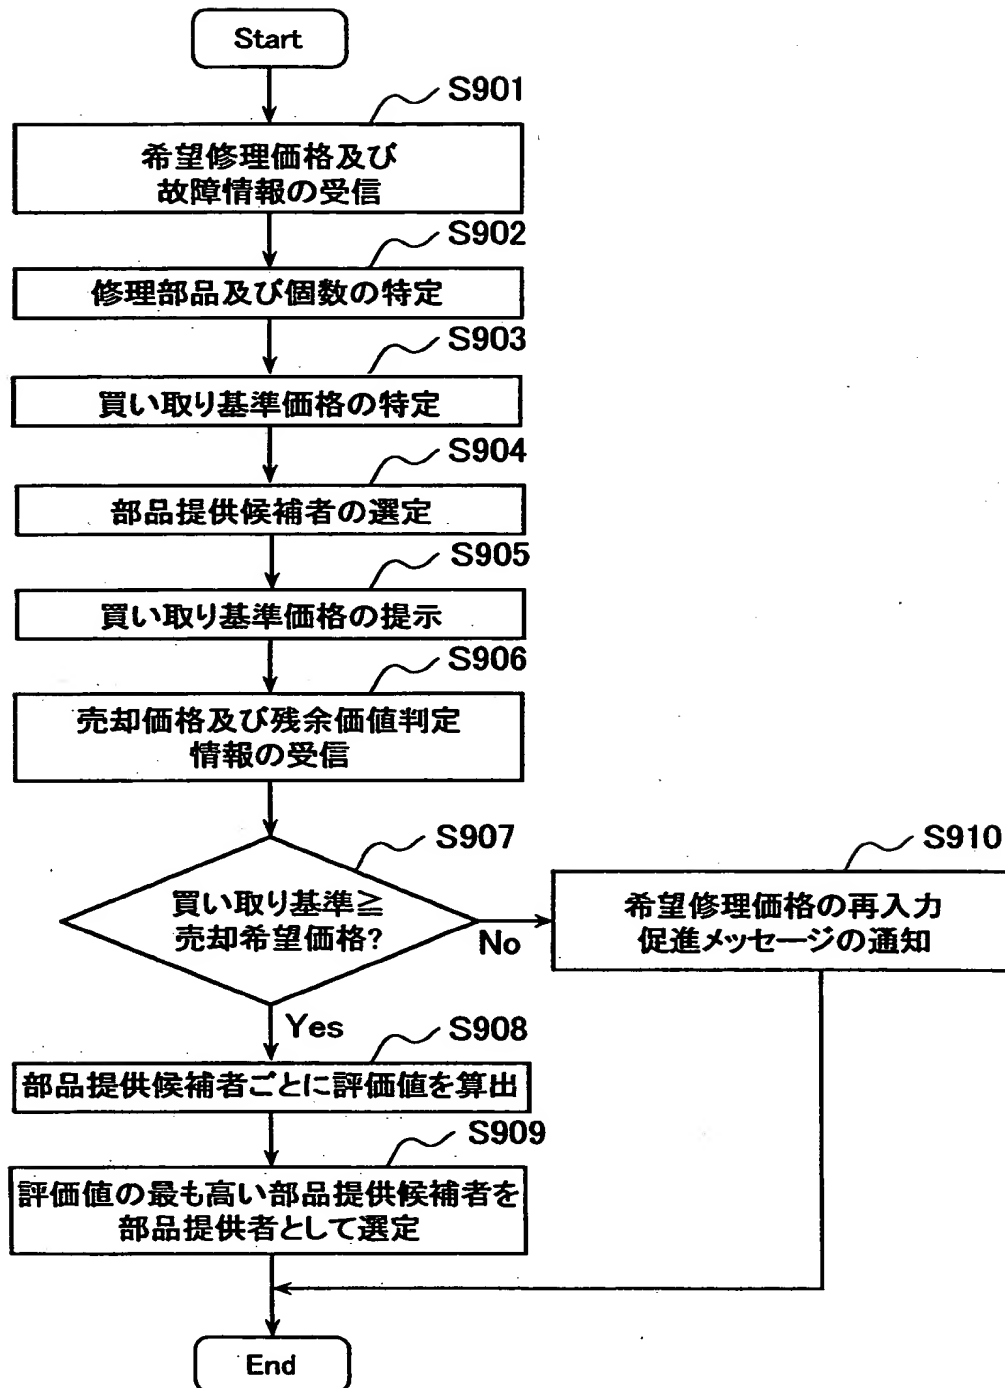 Start
S901
希望修理価格及び
故障情報の受信
S902
修理部品及び個数の特定
S903
買い取り基準価格の特定
S904
部品提供候補者の選定
S905
買い取り基準価格の提示
S906
売却価格及び残余価値判定
情報の受信
S907
買い取り基準≧
売却希望価格?
No
S910
希望修理価格の再入力
促進メッセージの通知
Yes
S908
部品提供候補者ごとに評価値を算出
S909
評価値の最も高い部品提供候補者を
部品提供者として選定
End